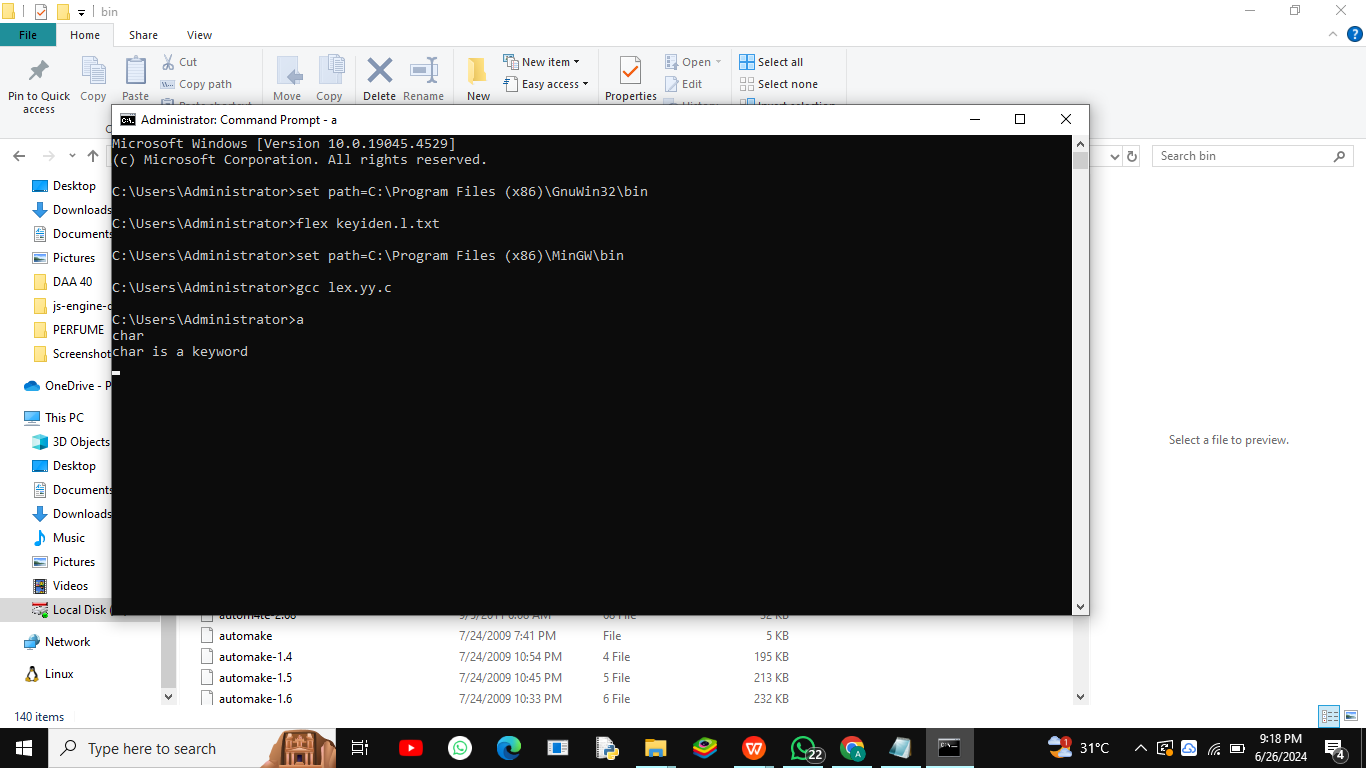 bin
File Home Share View
Pin to Quick access
Copy
Paste
Cut
Copy path
Move
Copy
Delete
Rename
New
New item
Easy access
Properties
Open
Edit
Select all
Select none
Administrator: Command Prompt - a
Microsoft Windows [Version 10.0.19045.4529]
(c) Microsoft Corporation. All rights reserved.
C:\Users\Administrator>set path=C:\Program Files (x86)\GnuWin32\bin
C:\Users\Administrator>flex keyiden.l.txt
C:\Users\Administrator>set path=C:\Program Files (x86)\MinGW\bin
C:\Users\Administrator>gcc lex.yy.c
C:\Users\Administrator>a
char
char is a keyword
Search bin
Desktop
Downloads
Document
Pictures
DAA 40
js-engine-
PERFUME
Screenshot
OneDrive - P
This PC
3D Objects
Desktop
Documents
Downloads
Music
Pictures
Videos
Local Disk (
Network
Linux
Select a file to preview.
automake 7/24/2009 7:41 PM File 5 KB
automake-1.4 7/24/2009 10:54 PM 4 File 195 KB
automake-1.5 7/24/2009 10:45 PM 5 File 213 KB
automake-1.6 7/24/2009 10:33 PM 6 File 232 KB
140 items
Type here to search
22
A
1
31°C
9:18 PM
6/26/2024
4